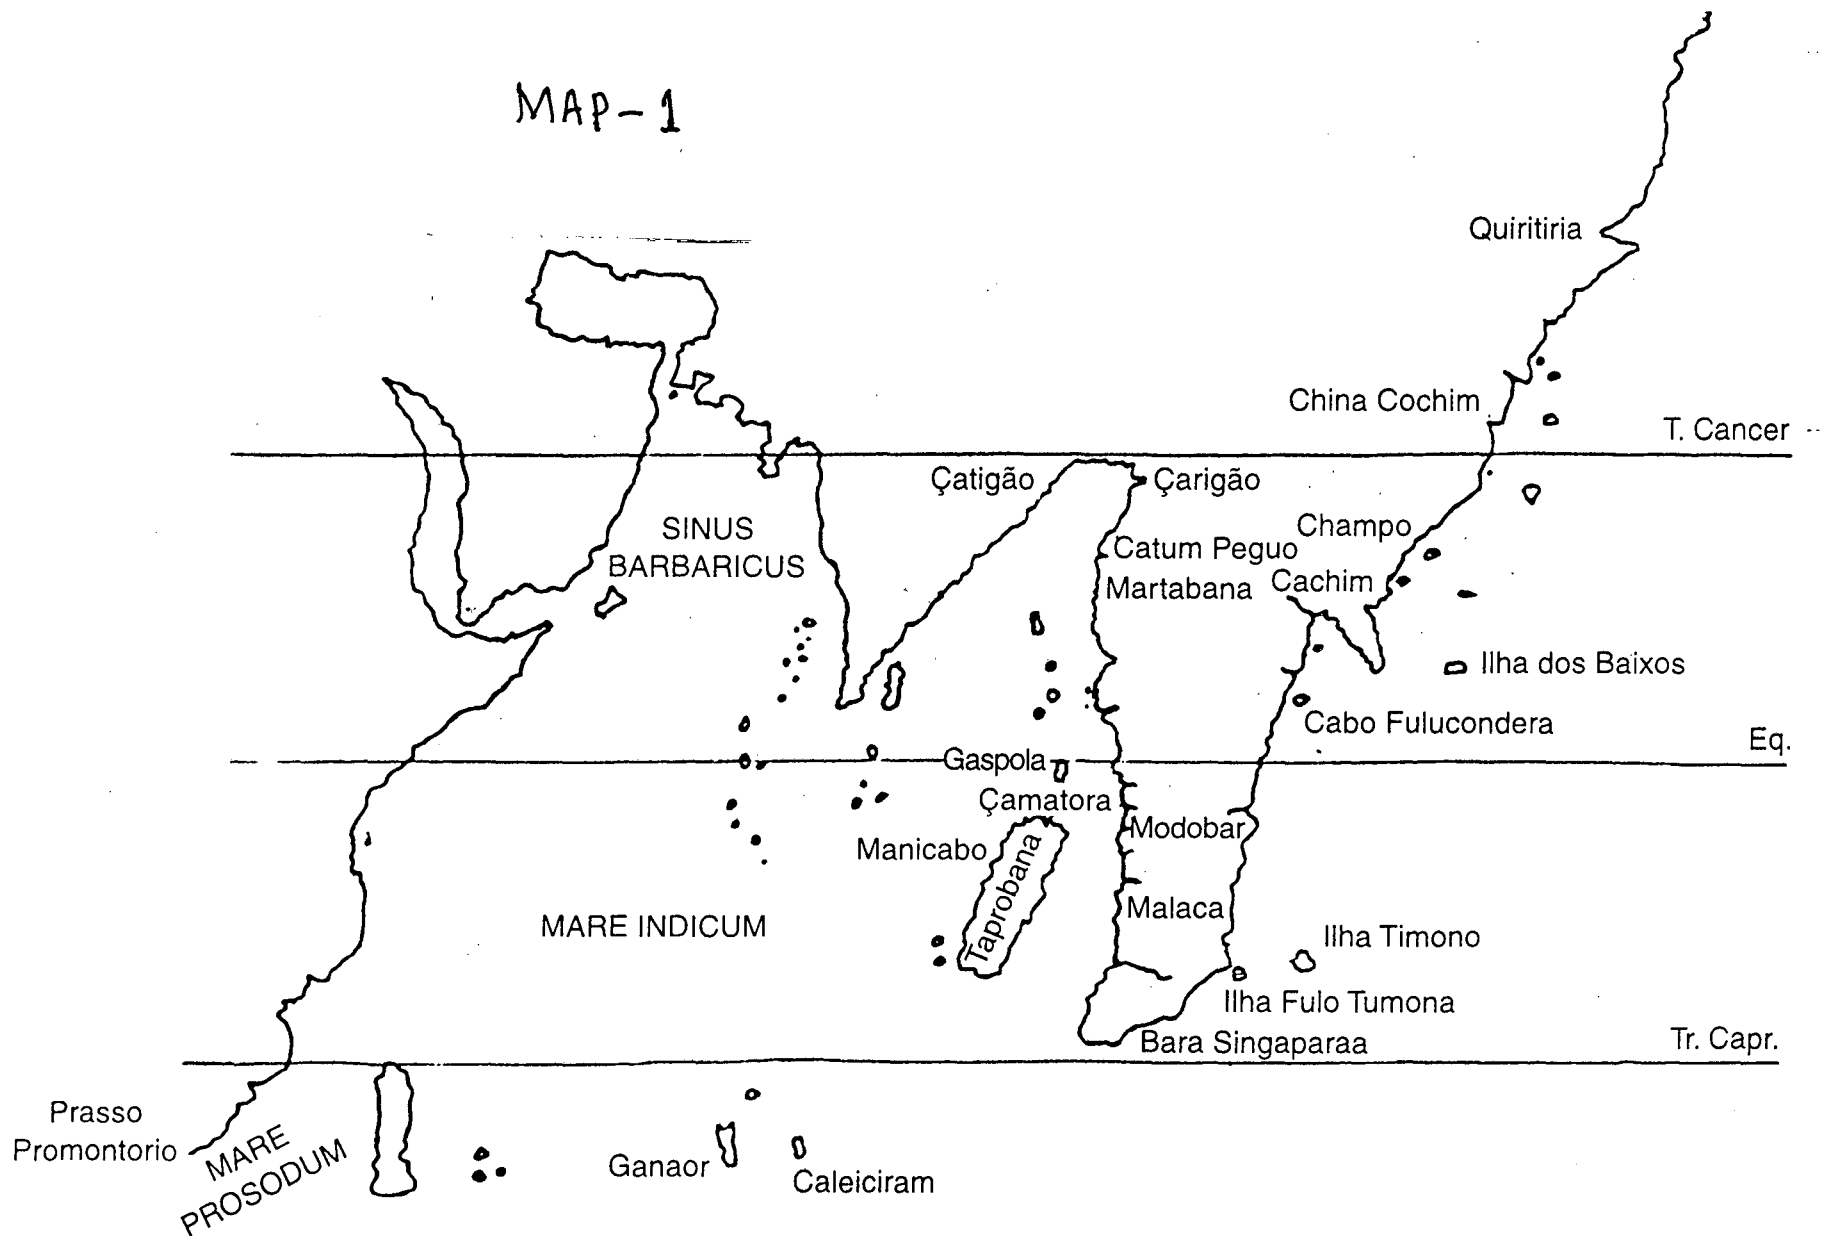 MAP-1
Quiritiria
China Cochim
T. Cancer
Çatigão
Çarigão
SINUS
BARBARICUS
Champo
Catum Peguo
Martabana
Cachim
Ilha dos Baixos
Cabo Fulucondera
Eq.
Gaspola
Çamatora
Modobar
Manicabo
Taprobana
Malaca
MARE INDICUM
Ilha Timono
Ilha Fulo Tumona
Bara Singaparaa
Tr. Capr.
Prasso
Promontorio
MARE
PROSODUM
Ganaor
Caleiciram